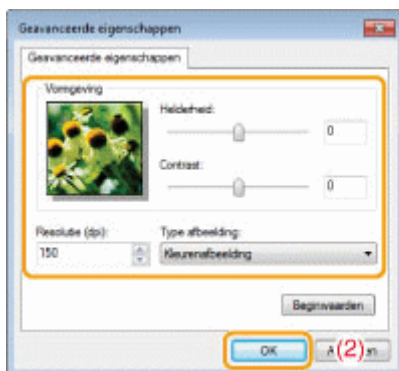 Geavanceerde eigenschappen
Geavanceerde eigenschappen
Vormgeving
Helderheid:
0
Contrast:
0
Resolutie (dpi):
Type afbeelding:
150
Kleurenafbeelding
Beginwaarden
OK
(2)